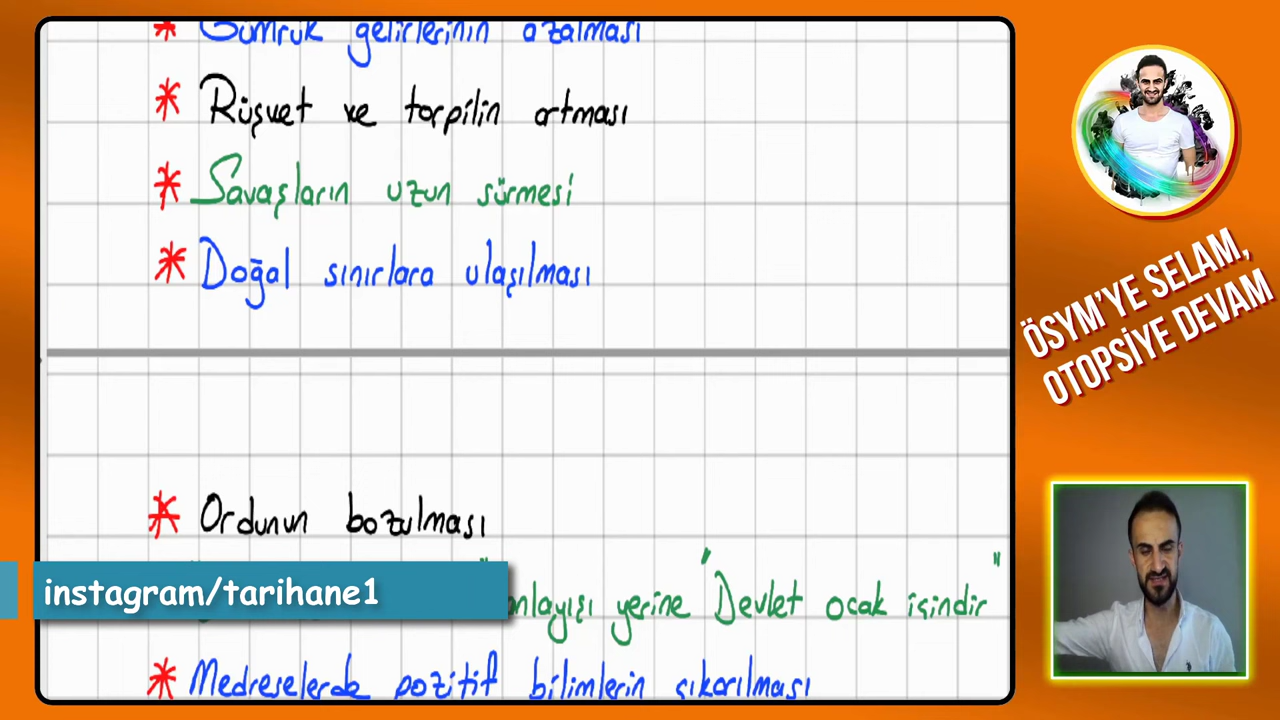 * Gümrük gelirlerinin azalması
* Rüşvet ve torpilin artması
* Savaşların uzun sürmesi
* Doğal sınırlara ulaşılması
* Ordunun bozulması
" anlayışı yerine "Devlet ocak içindir"
* Medreselerde pozitif bilimlerin çıkarılması
instagram/tarihane1
ÖSYM'YE SELAM,
OTOPSİYE DEVAM